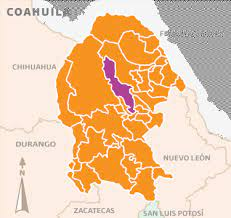 COAHUILA
CHIHUAHUA
DURANGO
NUEVO LEÓN
ZACATECAS
SAN LUIS POTOSÍ
N